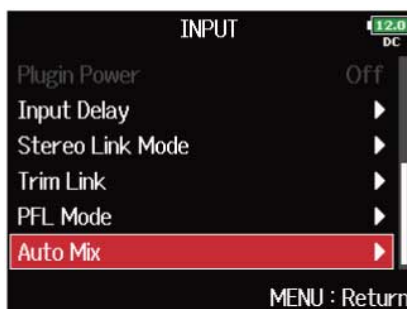 INPUT
12.0
DC
Plugin Power Off
Input Delay
Stereo Link Mode
Trim Link
PFL Mode
Auto Mix
MENU : Return